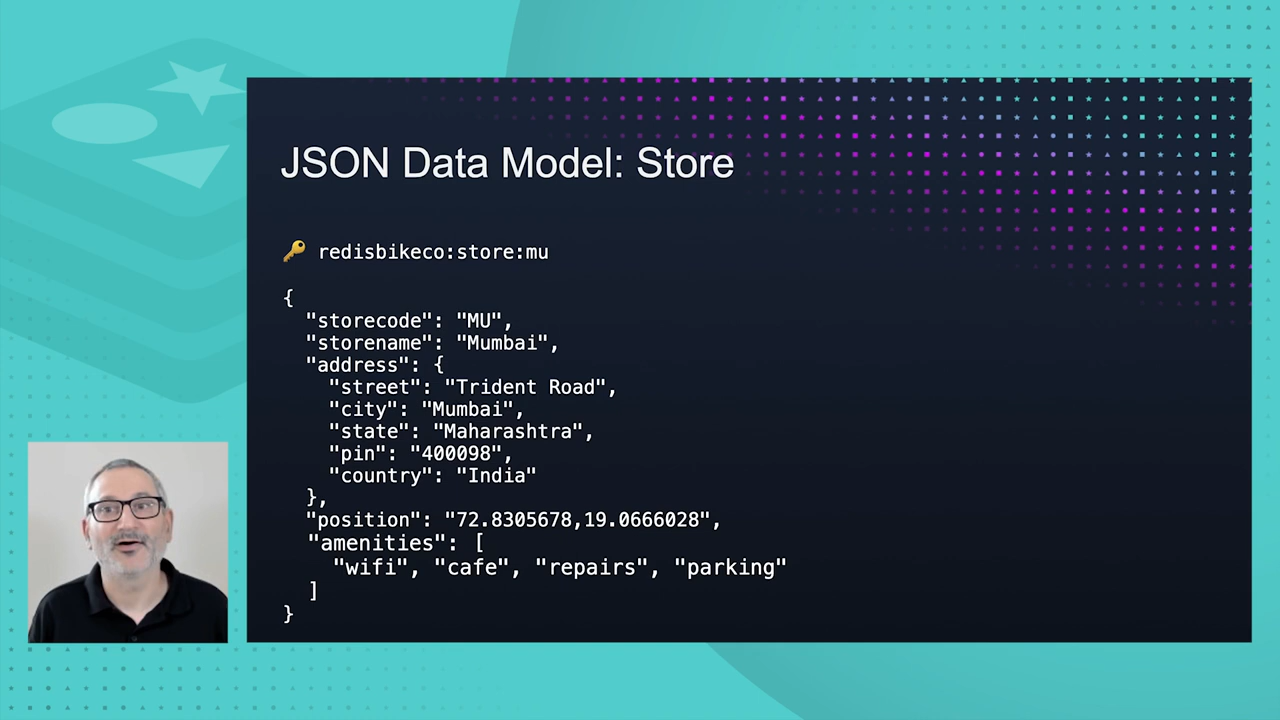 JSON Data Model: Store
redisbikeco:store:mu
{
"storecode": "MU",
"storename": "Mumbai",
"address": {
"street": "Trident Road",
"city": "Mumbai",
"state": "Maharashtra",
"pin": "400098",
"country": "India"
},
"position": "72.8305678,19.0666028",
"amenities": [
"wifi", "cafe", "repairs", "parking"
]
}